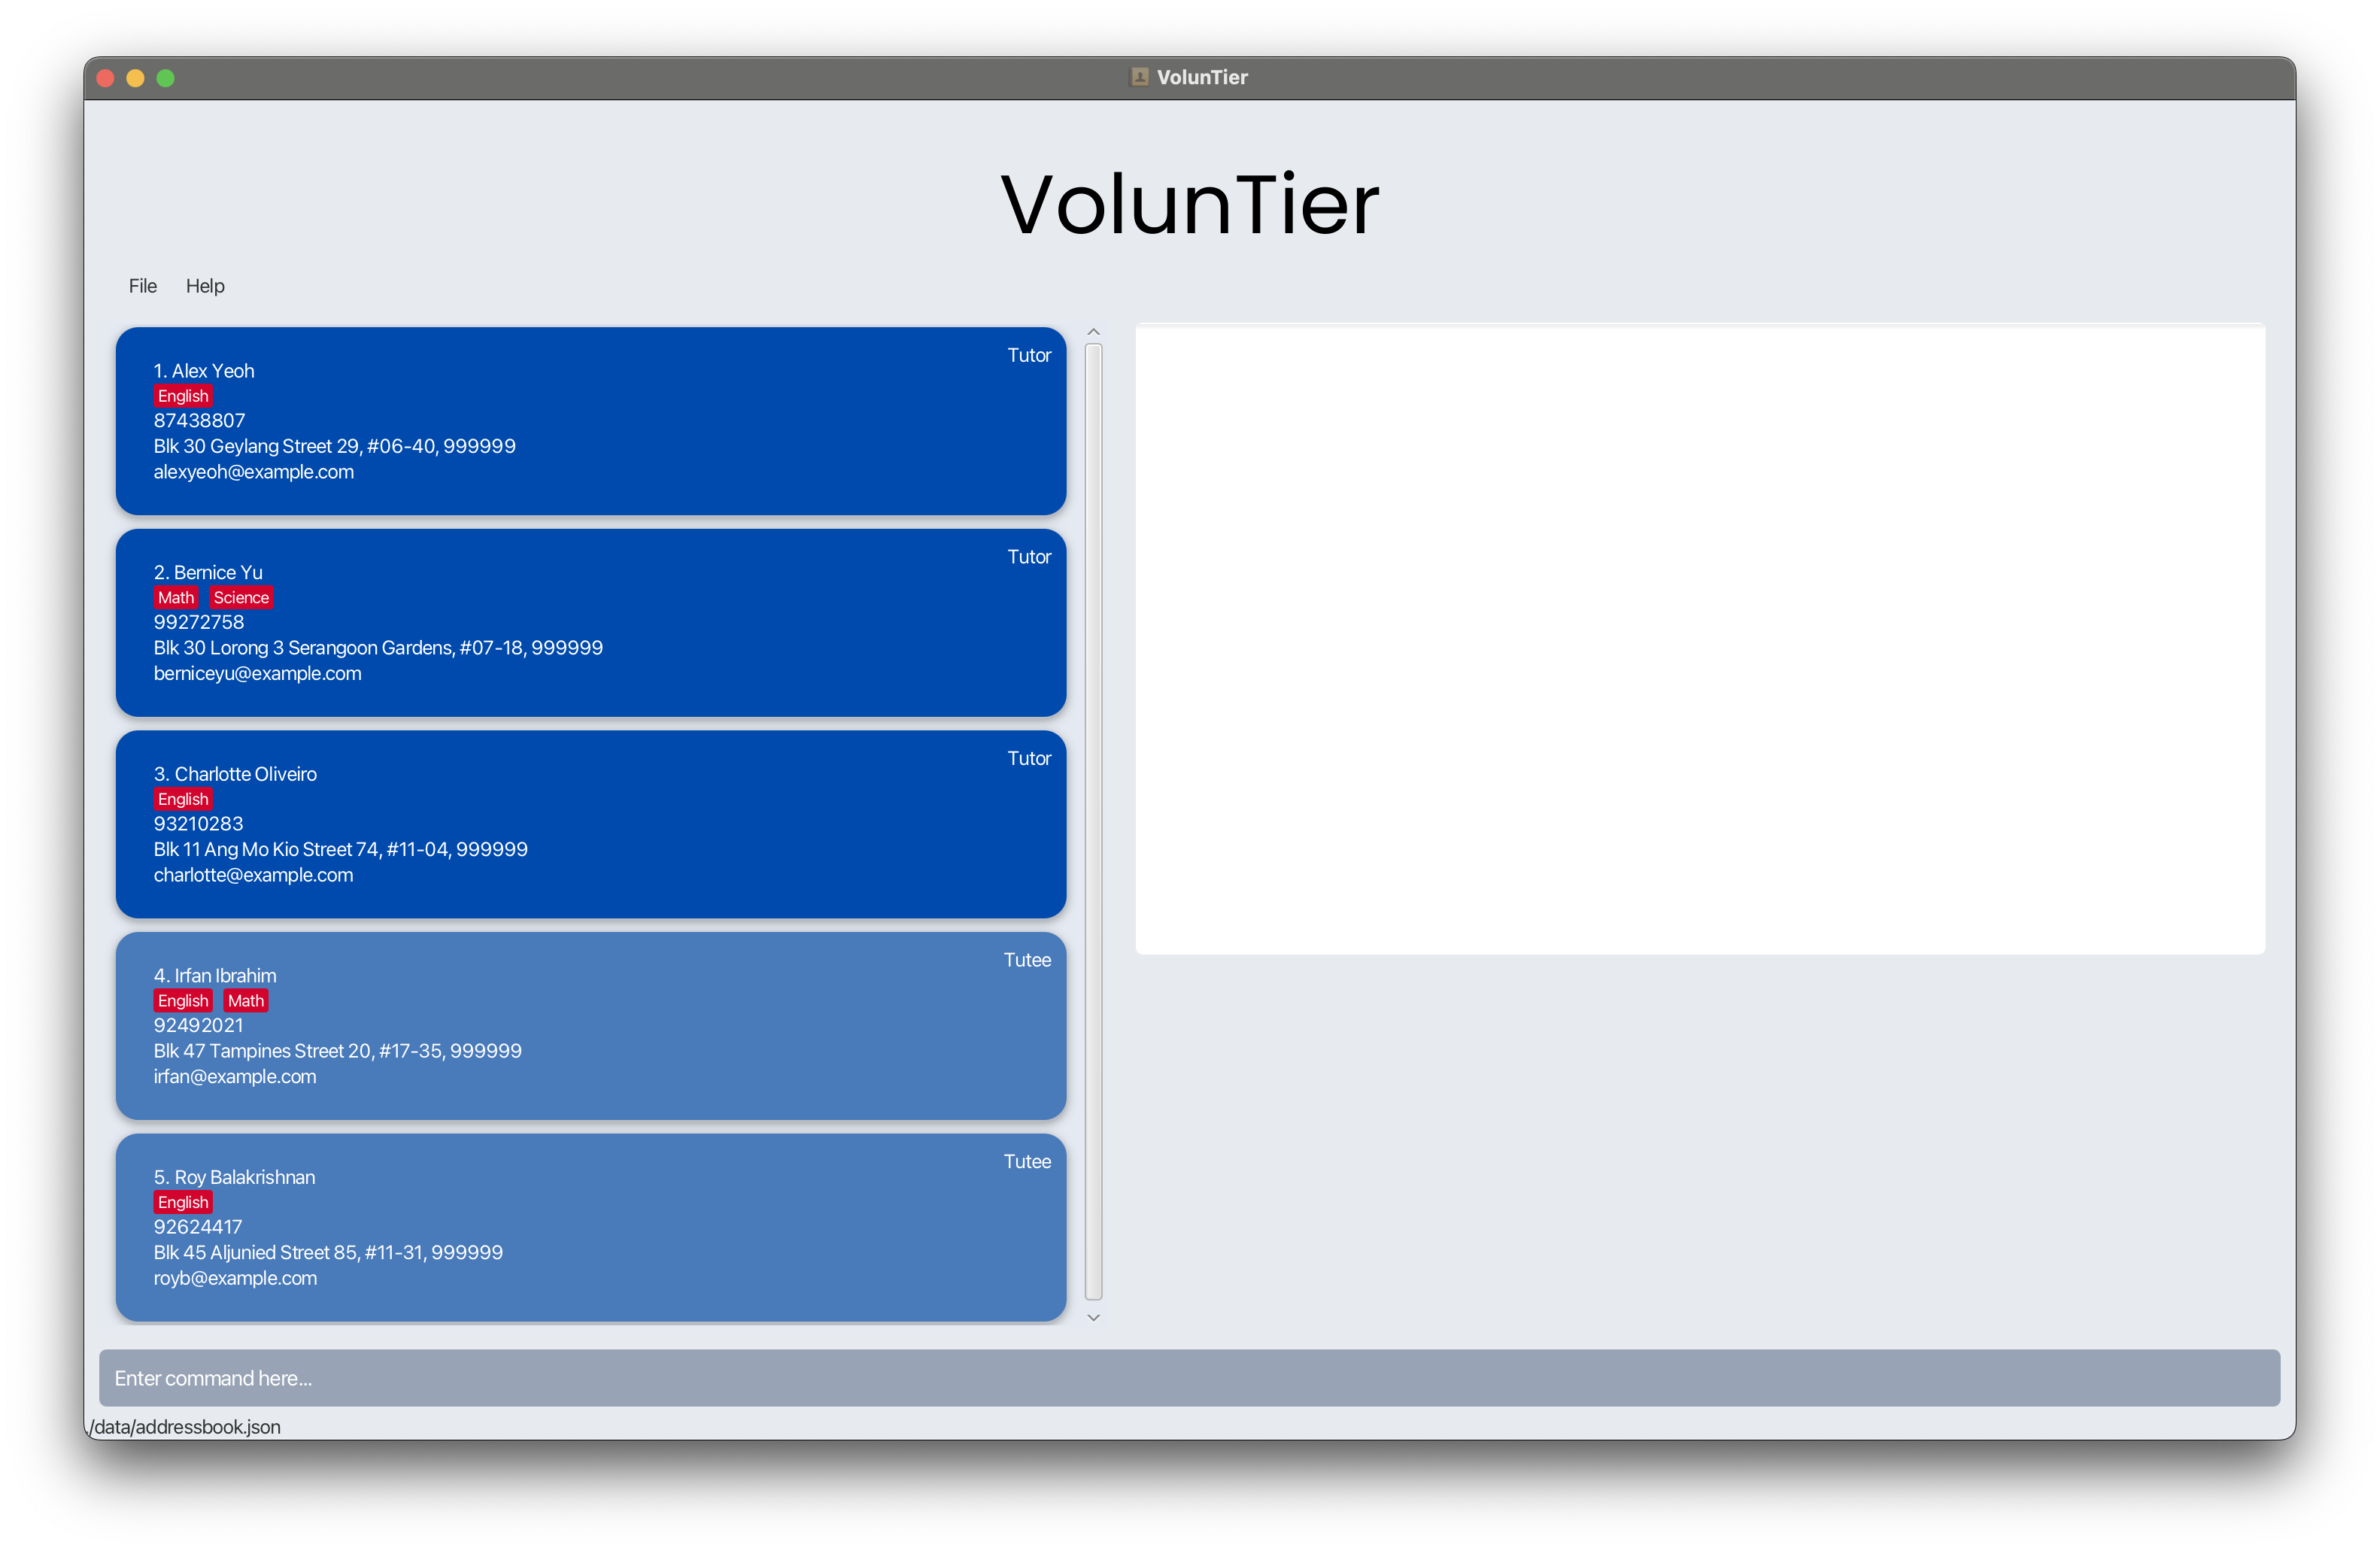 VolunTier
VolunTier
File Help
1. Alex Yeoh
Tutor
English
87438807
Blk 30 Geylang Street 29, #06-40, 999999
alexyeoh@example.com
2. Bernice Yu
Tutor
Math Science
99272758
Blk 30 Lorong 3 Serangoon Gardens, #07-18, 999999
berniceyu@example.com
3. Charlotte Oliveiro
Tutor
English
93210283
Blk 11 Ang Mo Kio Street 74, #11-04, 999999
charlotte@example.com
4. Irfan Ibrahim
Tutee
English Math
92492021
Blk 47 Tampines Street 20, #17-35, 999999
irfan@example.com
5. Roy Balakrishnan
Tutee
English
92624417
Blk 45 Aljunied Street 85, #11-31, 999999
royb@example.com
Enter command here...
./data/addressbook.json